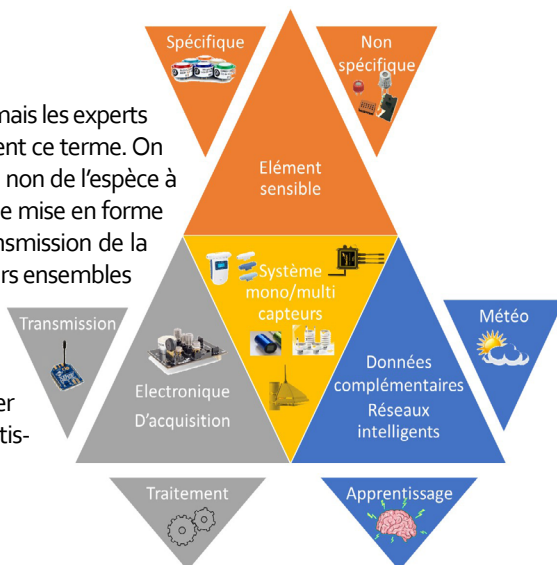 mais les experts
ent ce terme. On
non de l'espèce à
e mise en forme
nsmission de la
rs ensembles
er
tis-
Spécifique
Non
spécifique
Elément
sensible
Système
mono/multi
capteurs
Transmission
Electronique
D'acquisition
Données
complémentaires
Réseaux
intelligents
Météo
Traitement
Apprentissage